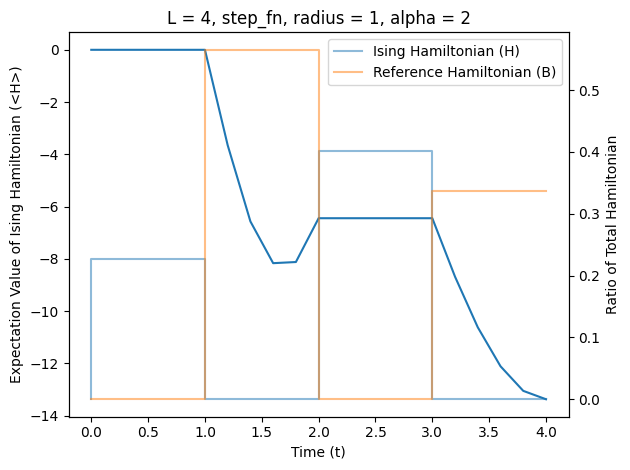 L = 4, step_fn, radius = 1, alpha = 2
Ising Hamiltonian (H)
Reference Hamiltonian (B)
Expectation Value of Ising Hamiltonian (<H>)
0
−2
−4
−6
−8
−10
−12
−14
0.5
0.4
0.3
0.2
0.1
0.0
Ratio of Total Hamiltonian
0.0 0.5 1.0 1.5 2.0 2.5 3.0 3.5 4.0
Time (t)